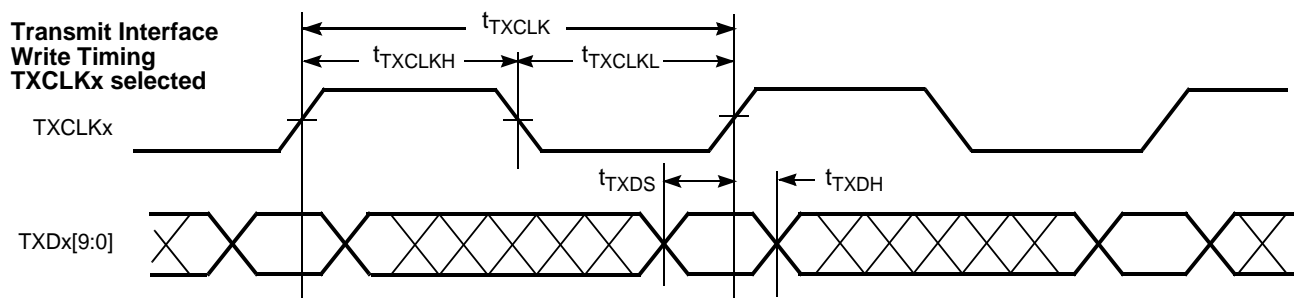 Transmit Interface
Write Timing
TXCLKx selected
tTXCLK
tTXCLKH
tTXCLKL
TXCLKx
tTXDS
tTXDH
TXDx[9:0]